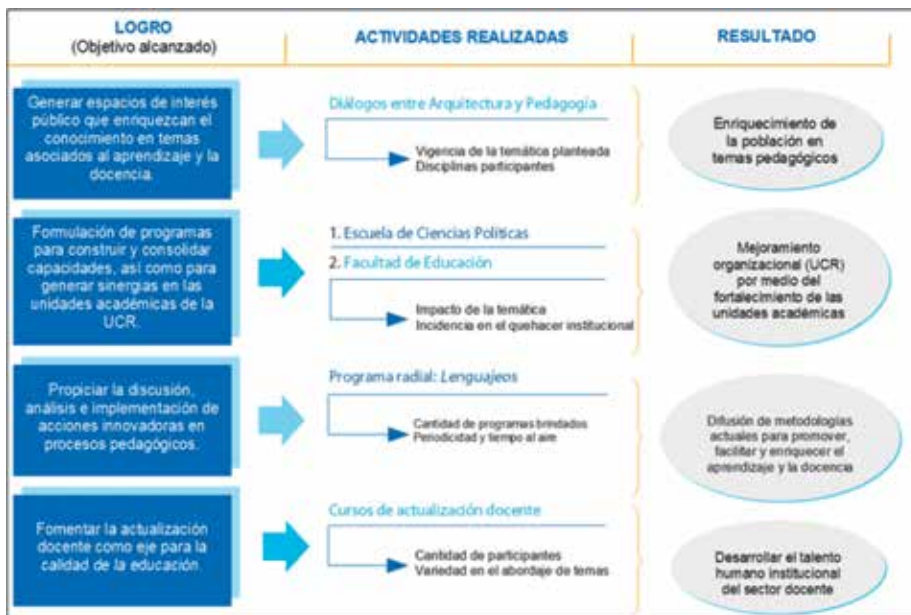 LOGRO
(Objetivo alcanzado)
ACTIVIDADES REALIZADAS
RESULTADO
Generar espacios de interés
público que enriquezcan el
conocimiento en temas
asociados al aprendizaje y la
docencia.
Diálogos entre Arquitectura y Pedagogía
Vigencia de la temática planteada
Disciplinas participantes
Enriquecimiento de
la población en
temas pedagógicos
Formulación de programas
para construir y consolidar
capacidades, así como para
generar sinergias en las
unidades académicas de la
UCR.
1. Escuela de Ciencias Políticas
2. Facultad de Educación
Impacto de la temática
Incidencia en el quehacer institucional
Mejoramiento
organizacional (UCR)
por medio del
fortalecimiento de las
unidades académicas
Propiciar la discusión,
análisis e implementación de
acciones innovadoras en
procesos pedagógicos.
Programa radial: Lenguajeos
Cantidad de programas brindados
Periodicidad y tiempo al aire
Difusión de metodologías
actuales para promover,
facilitar y enriquecer el
aprendizaje y la docencia
Fomentar la actualización
docente como eje para la
calidad de la educación.
Cursos de actualización docente
Cantidad de participantes
Variedad en el abordaje de temas
Desarrollar el talento
humano institucional
del sector docente